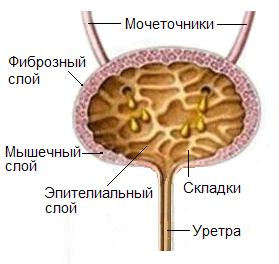 Мочеточники
Фиброзный
слой
Мышечный
слой
Эпителиальный
слой
Складки
Уретра